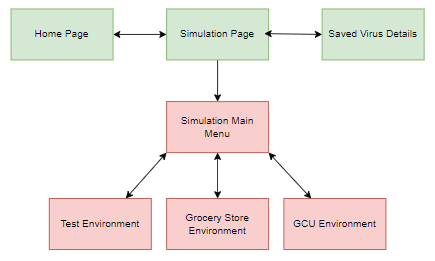 Home Page
Simulation Page
Saved Virus Details
Simulation Main
Menu
Test Environment
Grocery Store
Environment
GCU Environment